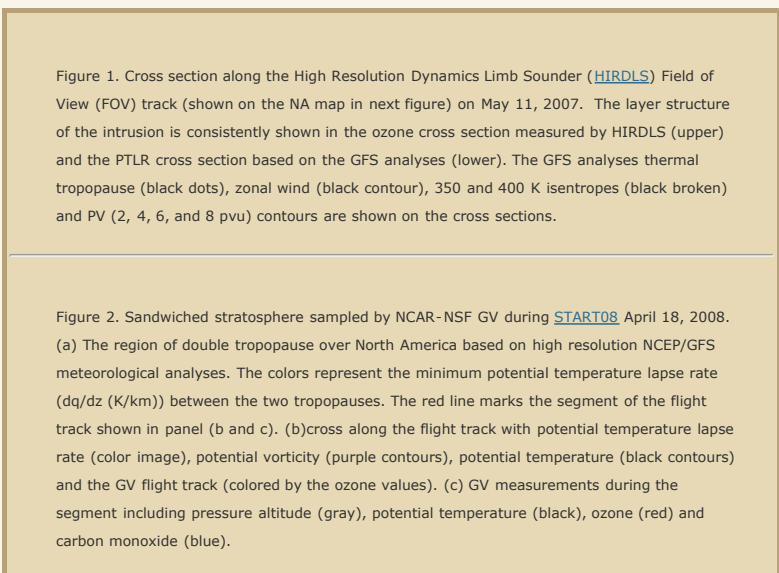 Figure 1. Cross section along the High Resolution Dynamics Limb Sounder (HIRDLS) Field of
View (FOV) track (shown on the NA map in next figure) on May 11, 2007.  The layer structure
of the intrusion is consistently shown in the ozone cross section measured by HIRDLS (upper)
and the PTLR cross section based on the GFS analyses (lower). The GFS analyses thermal
tropopause (black dots), zonal wind (black contour), 350 and 400 K isentropes (black broken)
and PV (2, 4, 6, and 8 pvu) contours are shown on the cross sections.
Figure 2. Sandwiched stratosphere sampled by NCAR-NSF GV during START08 April 18, 2008.
(a) The region of double tropopause over North America based on high resolution NCEP/GFS
meteorological analyses. The colors represent the minimum potential temperature lapse rate
(dq/dz (K/km)) between the two tropopauses. The red line marks the segment of the flight
track shown in panel (b and c). (b)cross along the flight track with potential temperature lapse
rate (color image), potential vorticity (purple contours), potential temperature (black contours)
and the GV flight track (colored by the ozone values). (c) GV measurements during the
segment including pressure altitude (gray), potential temperature (black), ozone (red) and
carbon monoxide (blue).